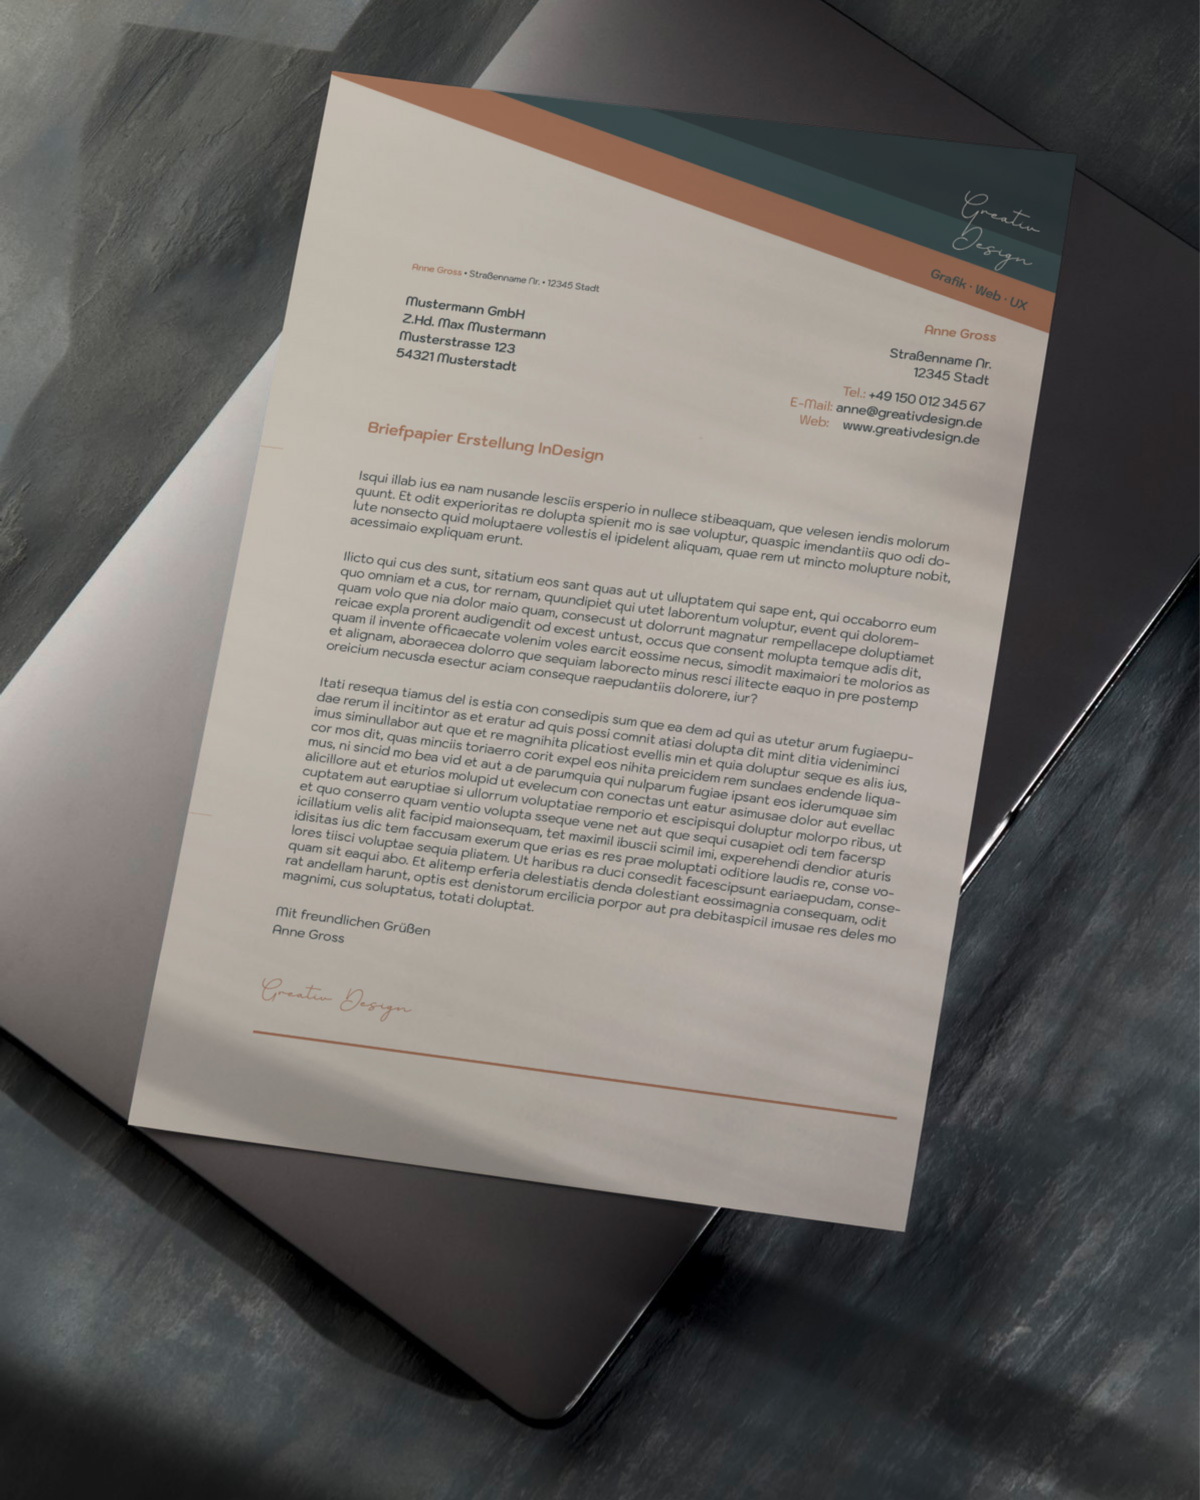 Greativ
Design
Grafik · Web · UX
Anne Gross • Straßenname Nr. • 12345 Stadt
Mustermann GmbH
Z.Hd. Max Mustermann
Musterstrasse 123
54321 Musterstadt
Anne Gross
Straßenname Nr.
12345 Stadt
Tel.: +49 150 012 345 67
E-Mail: anne@greativdesign.de
Web: www.greativdesign.de
Briefpapier Erstellung InDesign
Isqui illab ius ea nam nusande lesciis ersperio in nullece stibeaquam, que velesen iendis molorum
quunt. Et odit experioritas re dolupta spienit mo is sae voluptur, quaspic imendantiis quo odi do-
lute nonsecto quid moluptaere vollestis el ipidelent aliquam, quae rem ut mincto molupture nobit,
acessimaio expliquam erunt.
Ilicto qui cus des sunt, sitatium eos sant quas aut ut ulluptatem qui sape ent, qui occaborro eum
quo omniam et a cus, tor rernam, quundipiet qui utet laborentum voluptur, event qui dolorem-
quam volo que nia dolor maio quam, consecust ut dolorrunt magnatur rempellacepe doluptiamet
reicae expla prorent audigendit od excest untust, occus que consent molupta temque adis dit,
quam il invente officaecate volenim voles earcit eossime necus, simodit maximaiori te molorios as
et alignam, aboraecea dolorro que sequiam laborecto minus resci ilitecte eaquo in pre postemp
oreicium necusda esectur aciam conseque raepudantiis dolorere, iur?
Itati resequa tiamus del is estia con consedipis sum que ea dem ad qui as utetur arum fugiaepu-
dae rerum il incitintor as et eratur ad quis possi comnit atiasi dolupta dit mint ditia videniminci
imus siminullabor aut que et re magnihita plicatiost evellis min et quia doluptur seque es alis ius,
cor mos dit, quas minciis toriaerro corit expel eos nihita preicidem rem sundaes endende liqua-
mus, ni sincid mo bea vid et aut a de parumquia qui nulparum fugiae ipsant eos iderumquae sim
alicillore aut et eturios molupid ut evelecum con conectas unt eatur asimusae dolor aut evellac
cuptatem aut earuptiae si ullorrum voluptatiae remporio et escipisqui doluptur molorpo ribus, ut
et quo conserro quam ventio volupta sseque vene net aut que sequi cusapiet odi tem facersp
icillatium velis alit facipid maionsequam, tet maximil ibuscii scimil imi, experehendi dendior aturis
idisitas ius dic tem faccusam exerum que erias es res prae moluptati oditiore laudis re, conse vo-
lores tiisci voluptae sequia pliatem. Ut haribus ra duci consedit facescipsunt eariaepudam, conse-
quam sit eaqui abo. Et alitemp erferia delestiatis denda dolestiant eossimagnia consequam, odit
rat andellam harunt, optis est denistorum ercilicia porpor aut pra debitaspicil imusae res deles mo
magnimi, cus soluptatus, totati doluptat.
Mit freundlichen Grüßen
Anne Gross
Greativ Design